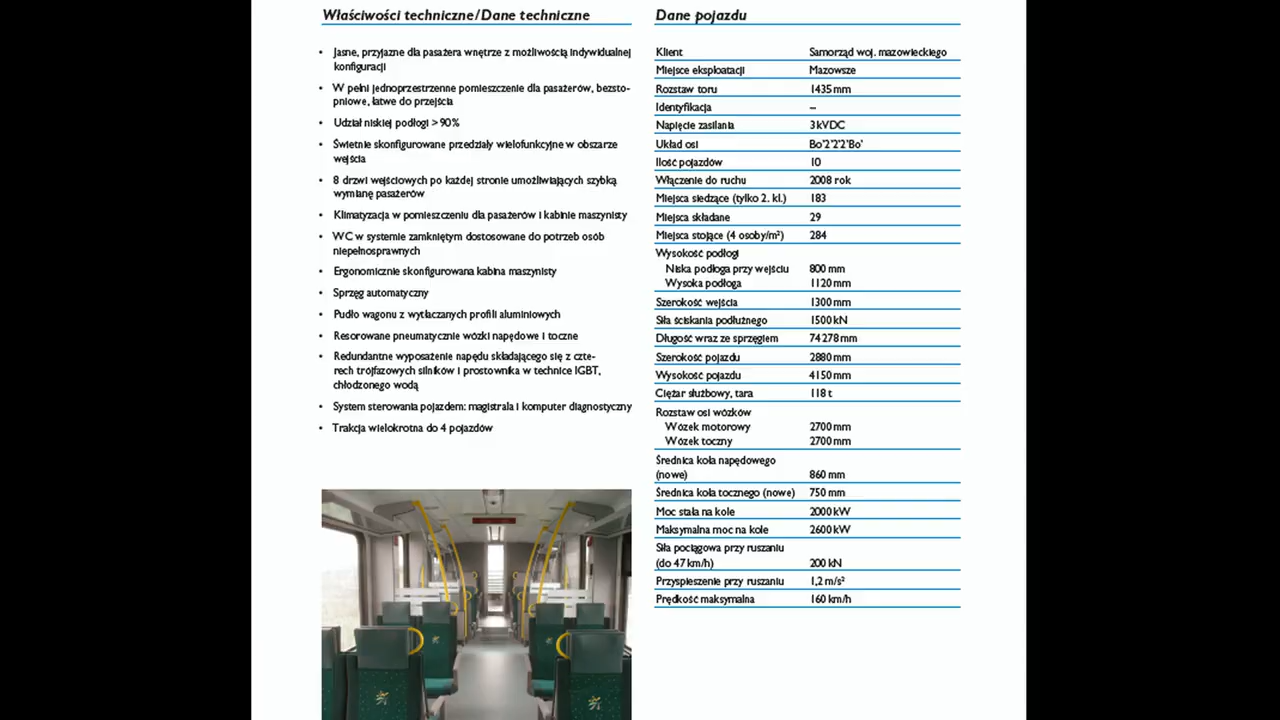 Właściwości techniczne/Dane techniczne
• Jasne, przyjazne dla pasażera wnętrze z możliwością indywidualnej
konfiguracji
• W pełni jednoprzestrzenne pomieszczenie dla pasażerów, bezsto-
pniowe, łatwe do przejścia
• Udział niskiej podłogi > 90%
• Świetnie skonfigurowane przedziały wielofunkcyjne w obszarze
wejścia
• 8 drzwi wejściowych po każdej stronie umożliwiających szybką
wymianę pasażerów
• Klimatyzacja w pomieszczeniu dla pasażerów i kabinie maszynisty
• WC w systemie zamkniętym dostosowane do potrzeb osób
niepełnosprawnych
• Ergonomicznie skonfigurowana kabina maszynisty
• Sprzęg automatyczny
• Pudło wagonu z wytłaczanych profili aluminiowych
• Resorowane pneumatycznie wózki napędowe i toczne
• Redundantne wyposażenie napędu składającego się z czte-
rech trójfazowych silników i prostownika w technice IGBT,
chłodzonego wodą
• System sterowania pojazdem: magistrala i komputer diagnostyczny
• Trakcja wielokrotna do 4 pojazdów
Dane pojazdu
Klient Samorząd woj. mazowieckiego
Miejsce eksploatacji Mazowsze
Rozstaw toru 1435 mm
Identyfikacja –
Napięcie zasilania 3 kVDC
Układ osi Bo'2'2'2'Bo'
Ilość pojazdów 10
Włączenie do ruchu 2008 rok
Miejsca siedzące (tylko 2. kl.) 183
Miejsca składane 29
Miejsca stojące (4 osoby/m²) 284
Wysokość podłogi
Niska podłoga przy wejściu 800 mm
Wysoka podłoga 1120 mm
Szerokość wejścia 1300 mm
Siła ściskania podłużnego 1500 kN
Długość wraz ze sprzęgiem 74 278 mm
Szerokość pojazdu 2880 mm
Wysokość pojazdu 4150 mm
Ciężar służbowy, tara 118 t
Rozstaw osi wózków
Wózek motorowy 2700 mm
Wózek toczny 2700 mm
Średnica koła napędowego
(nowe) 860 mm
Średnica koła tocznego (nowe) 750 mm
Moc stała na kole 2000 kW
Maksymalna moc na kole 2600 kW
Siła pociągowa przy ruszaniu
(do 47 km/h) 200 kN
Przyspieszenie przy ruszaniu 1,2 m/s²
Prędkość maksymalna 160 km/h